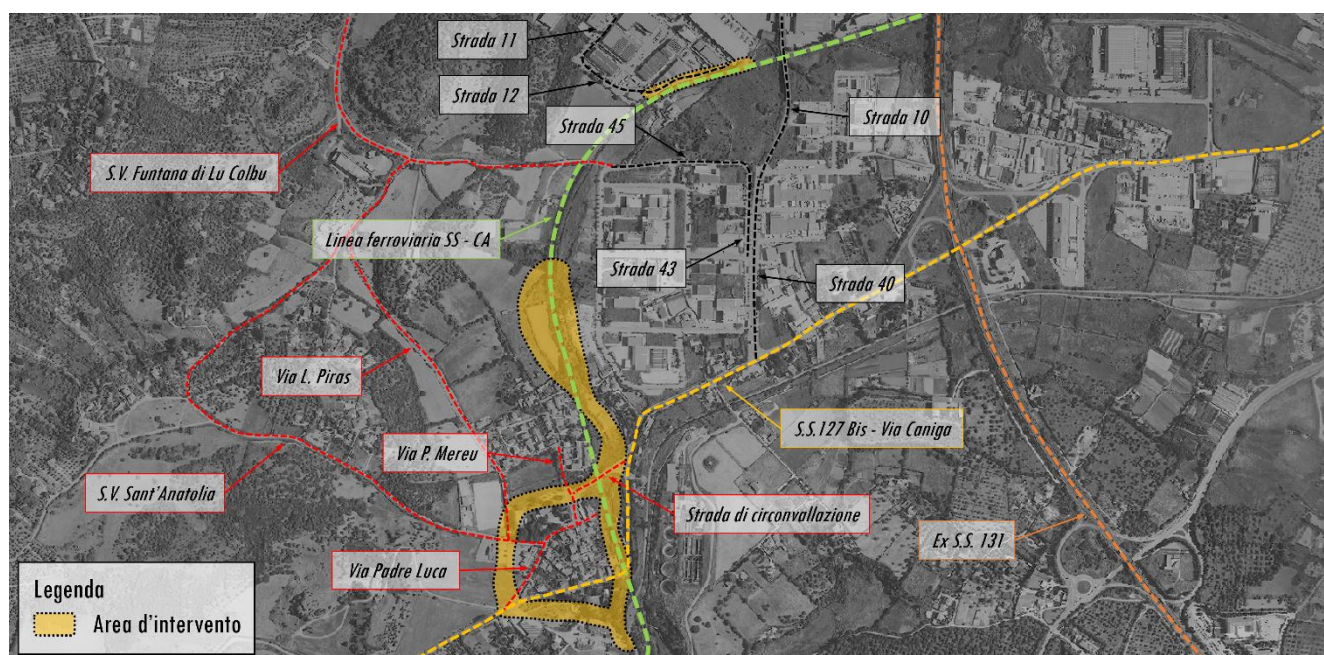 Strada 11
Strada 12
Strada 45
Strada 10
S.V. Funtana di Lu Colbu
Linea ferroviaria SS - CA
Strada 43
Strada 40
Via L. Piras
S.S.127 Bis - Via Caniga
Via P. Mereu
S.V. Sant'Anatolia
Strada di circonvallazione
Ex S.S. 131
Via Padre Luca
Legenda
Area d'intervento